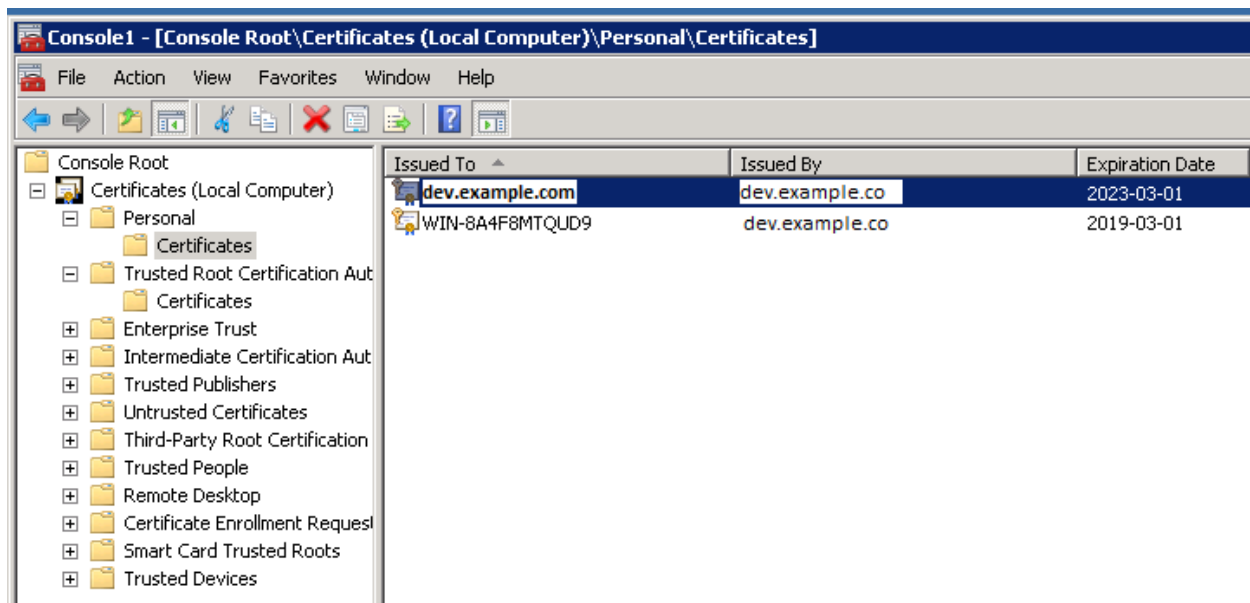 Console1 - [Console Root\Certificates (Local Computer)\Personal\Certificates]
File Action View Favorites Window Help
Console Root
Certificates (Local Computer)
Personal
Certificates
Trusted Root Certification Aut
Certificates
Enterprise Trust
Intermediate Certification Aut
Trusted Publishers
Untrusted Certificates
Third-Party Root Certification
Trusted People
Remote Desktop
Certificate Enrollment Request
Smart Card Trusted Roots
Trusted Devices
Issued To Issued By Expiration Date
dev.example.com dev.example.co 2023-03-01
WIN-8A4F8MTQUD9 dev.example.co 2019-03-01